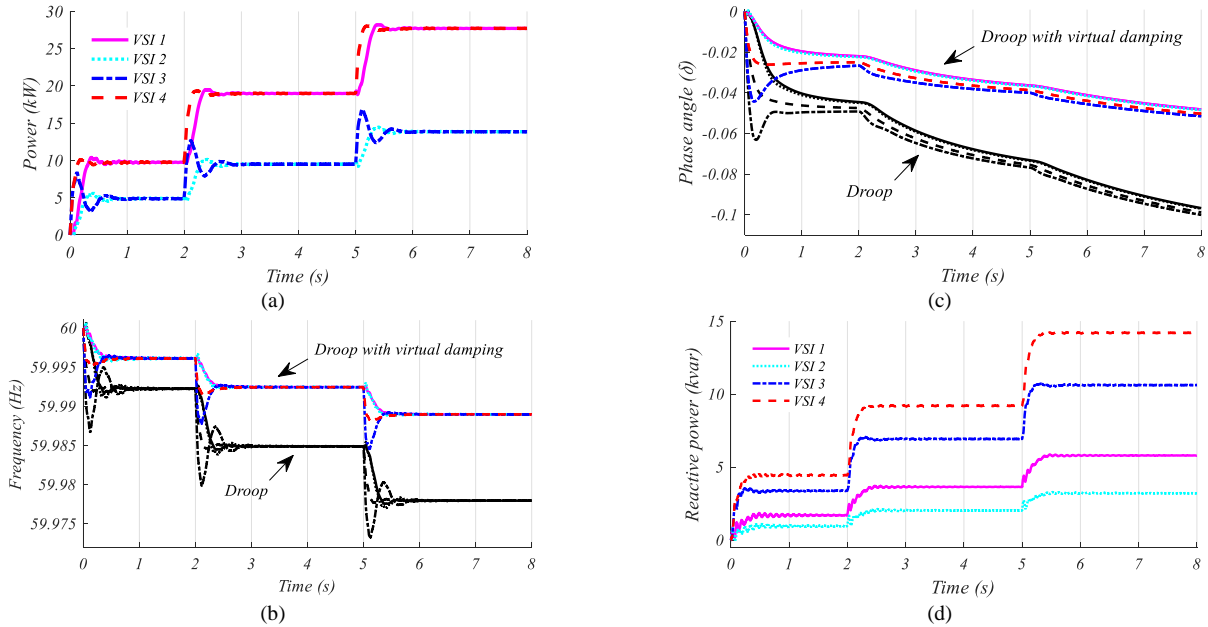 30
25
20
15
10
5
0
Power (kW)
VSI 1
VSI 2
VSI 3
VSI 4
0 1 2 3 4 5 6 7 8
Time (s)
(a)
60
59.995
59.99
59.985
59.98
59.975
Frequency (Hz)
Droop with virtual damping
Droop
0 1 2 3 4 5 6 7 8
Time (s)
(b)
0
-0.02
-0.04
-0.06
-0.08
-0.1
Phase angle (δ)
Droop with virtual damping
Droop
0 1 2 3 4 5 6 7 8
Time (s)
(c)
15
10
5
0
Reactive power (kvar)
VSI 1
VSI 2
VSI 3
VSI 4
0 1 2 3 4 5 6 7 8
Time (s)
(d)